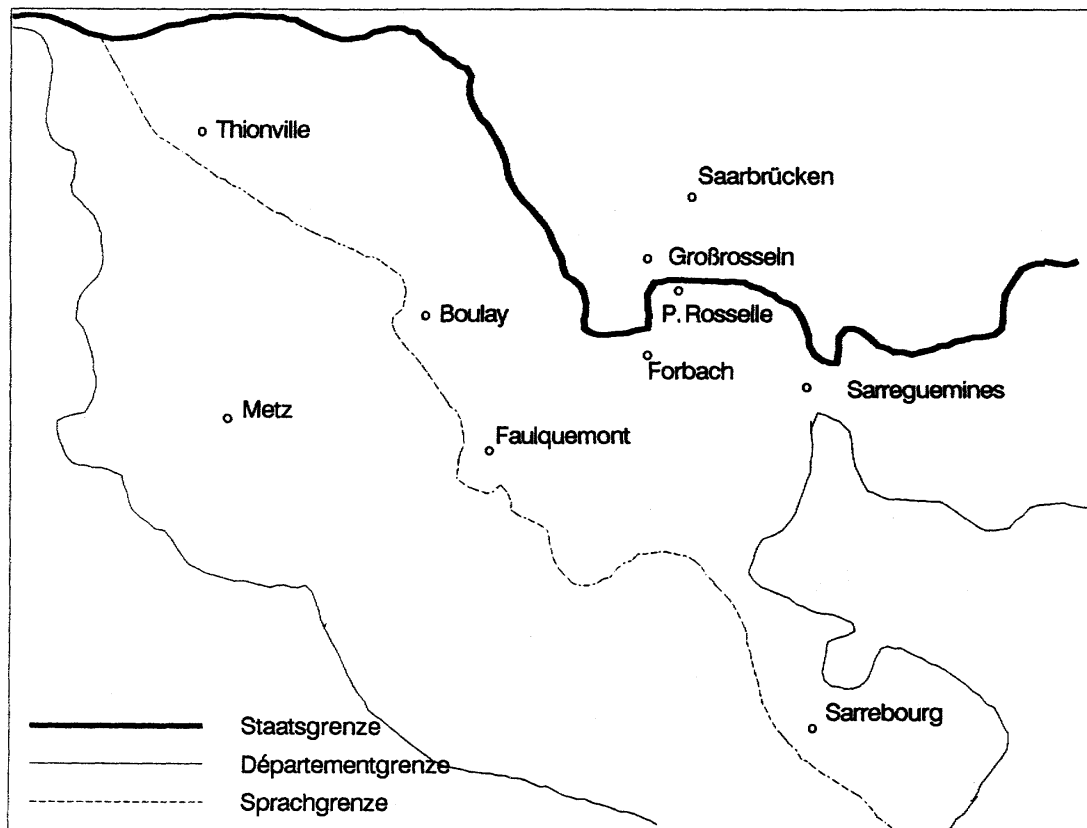 Thionville
Saarbrücken
Großrosseln
P. Rosselle
Boulay
Forbach
Sarreguemines
Metz
Faulquemont
Sarrebourg
Staatsgrenze
Départementgrenze
Sprachgrenze